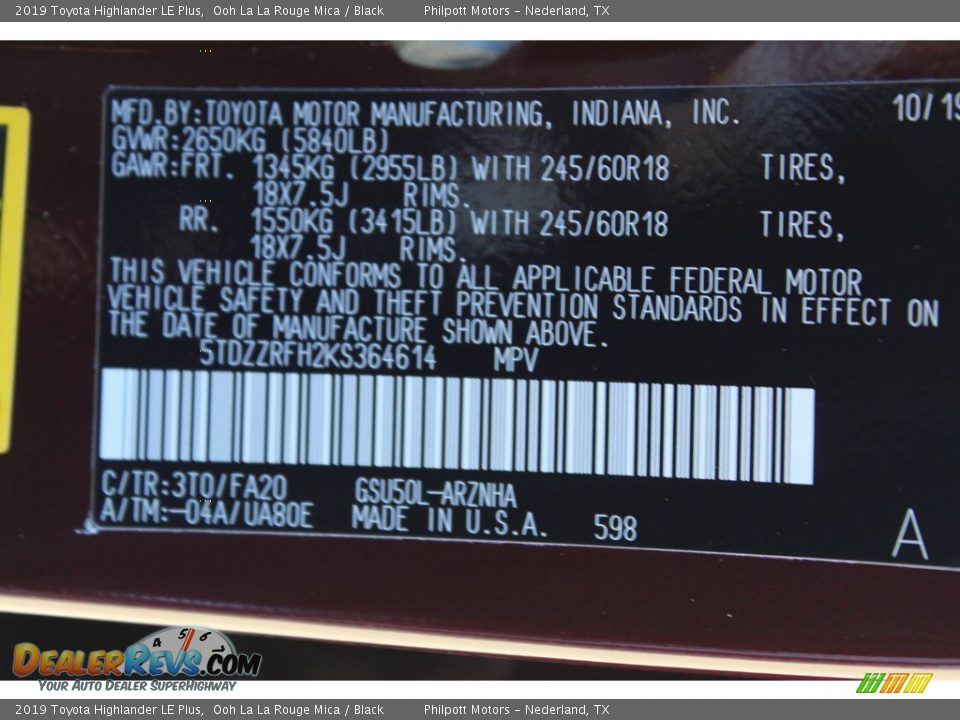 2019 Toyota Highlander LE Plus, Ooh La La Rouge Mica / Black Philpott Motors - Nederland, TX
MFD.BY:TOYOTA MOTOR MANUFACTURING, INDIANA, INC. 10/19
GVWR:2650KG (5840LB)
GAWR:FRT. 1345KG (2955LB) WITH 245/60R18 TIRES,
18X7.5J RIMS.
RR. 1550KG (3415LB) WITH 245/60R18 TIRES,
18X7.5J RIMS.
THIS VEHICLE CONFORMS TO ALL APPLICABLE FEDERAL MOTOR
VEHICLE SAFETY AND THEFT PREVENTION STANDARDS IN EFFECT ON
THE DATE OF MANUFACTURE SHOWN ABOVE.
5TDZZRFH2KS364614 MPV
C/TR:3T0/FA20 GSU50L-ARZNHA
A/TM:-04A/UA80E MADE IN U.S.A. 598
A
4 5 6
DEALERREVS.COM
YOUR AUTO DEALER SUPERHIGHWAY
2019 Toyota Highlander LE Plus, Ooh La La Rouge Mica / Black Philpott Motors - Nederland, TX